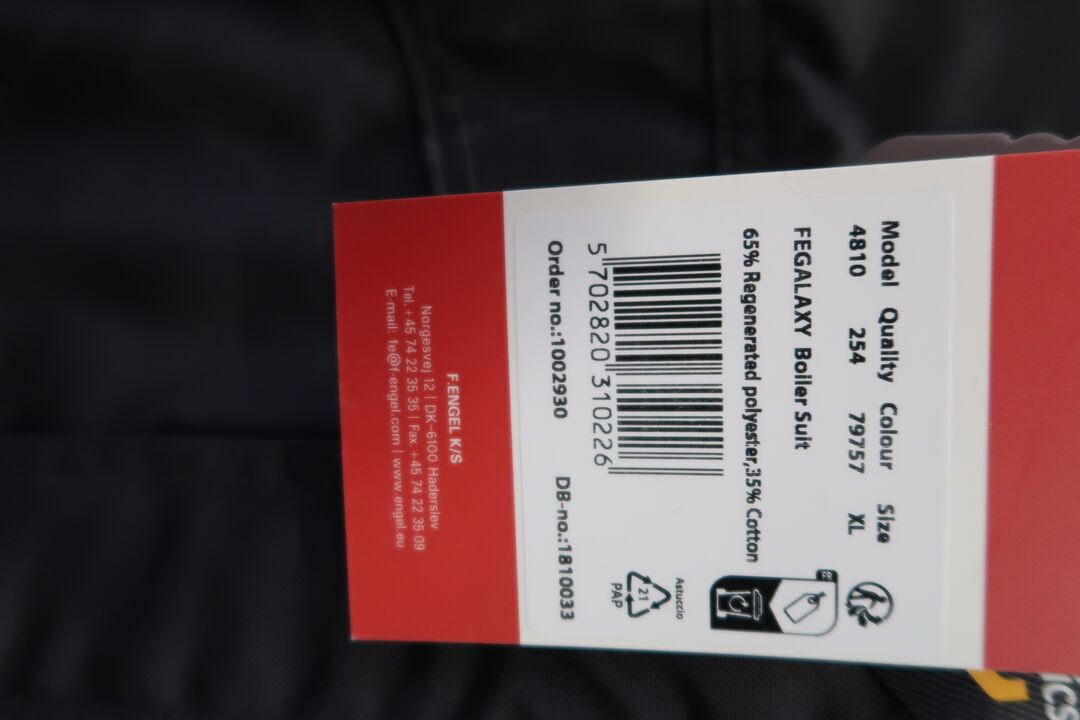 Model Quality Colour Size
4810 254 79757 XL
FEGALAXY Boiler Suit
65% Regenerated polyester,35% Cotton
5 702820 310226
Order no.:1002930 DB-no.:1810033
Astuccio
21
PAP
F.ENGEL K/S
Norgesvej 12 | DK-6100 Haderslev
Tel. + 45 74 22 35 35 | Fax. +45 74 22 35 09
E-mail: fe@f-engel.com | www.engel.eu
ics